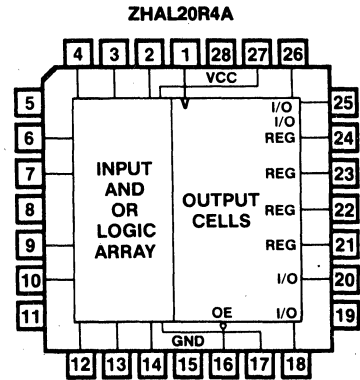 ZHAL20R4A
4 3 2 1 28 27 26
VCC
5 I/O 25
I/O
6 REG 24
7 INPUT REG 23
AND
8 OR OUTPUT REG 22
LOGIC CELLS
9 ARRAY REG 21
10 I/O 20
11 OE I/O 19
GND
12 13 14 15 16 17 18